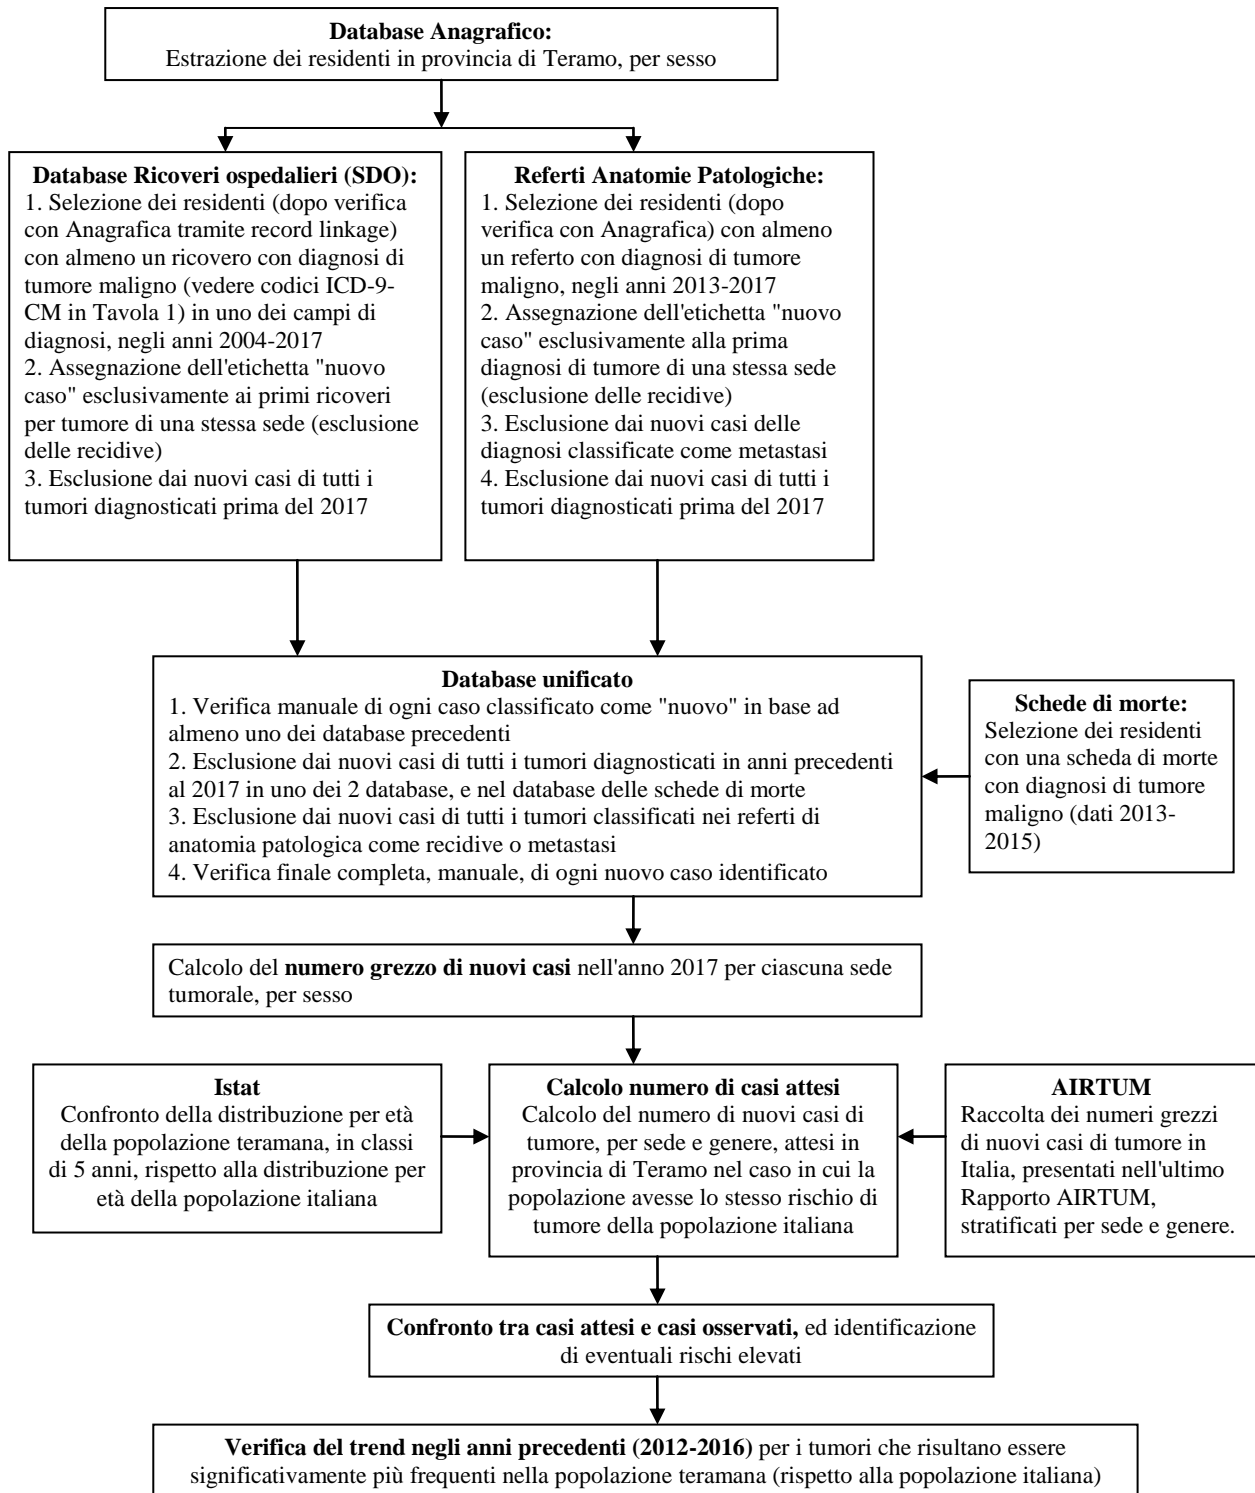 Database Anagrafico:
Estrazione dei residenti in provincia di Teramo, per sesso
Database Ricoveri ospedalieri (SDO):
1. Selezione dei residenti (dopo verifica
con Anagrafica tramite record linkage)
con almeno un ricovero con diagnosi di
tumore maligno (vedere codici ICD-9-
CM in Tavola 1) in uno dei campi di
diagnosi, negli anni 2004-2017
2. Assegnazione dell'etichetta "nuovo
caso" esclusivamente ai primi ricoveri
per tumore di una stessa sede (esclusione
delle recidive)
3. Esclusione dai nuovi casi di tutti i
tumori diagnosticati prima del 2017
Referti Anatomie Patologiche:
1. Selezione dei residenti (dopo
verifica con Anagrafica) con almeno
un referto con diagnosi di tumore
maligno, negli anni 2013-2017
2. Assegnazione dell'etichetta "nuovo
caso" esclusivamente alla prima
diagnosi di tumore di una stessa sede
(esclusione delle recidive)
3. Esclusione dai nuovi casi delle
diagnosi classificate come metastasi
4. Esclusione dai nuovi casi di tutti i
tumori diagnosticati prima del 2017
Database unificato
1. Verifica manuale di ogni caso classificato come "nuovo" in base ad
almeno uno dei database precedenti
2. Esclusione dai nuovi casi di tutti i tumori diagnosticati in anni precedenti
al 2017 in uno dei 2 database, e nel database delle schede di morte
3. Esclusione dai nuovi casi di tutti i tumori classificati nei referti di
anatomia patologica come recidive o metastasi
4. Verifica finale completa, manuale, di ogni nuovo caso identificato
Schede di morte:
Selezione dei residenti
con una scheda di morte
con diagnosi di tumore
maligno (dati 2013-
2015)
Calcolo del numero grezzo di nuovi casi nell'anno 2017 per ciascuna sede
tumorale, per sesso
Istat
Confronto della distribuzione per età
della popolazione teramana, in classi
di 5 anni, rispetto alla distribuzione per
età della popolazione italiana
Calcolo numero di casi attesi
Calcolo del numero di nuovi casi di
tumore, per sede e genere, attesi in
provincia di Teramo nel caso in cui la
popolazione avesse lo stesso rischio di
tumore della popolazione italiana
AIRTUM
Raccolta dei numeri grezzi
di nuovi casi di tumore in
Italia, presentati nell'ultimo
Rapporto AIRTUM,
stratificati per sede e genere.
Confronto tra casi attesi e casi osservati, ed identificazione
di eventuali rischi elevati
Verifica del trend negli anni precedenti (2012-2016) per i tumori che risultano essere
significativamente più frequenti nella popolazione teramana (rispetto alla popolazione italiana)